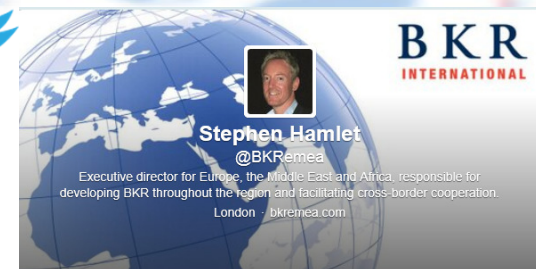 BKR
INTERNATIONAL
Stephen Hamlet
@BKRemea
Executive director for Europe, the Middle East and Africa, responsible for
developing BKR throughout the region and facilitating cross-border cooperation.
London · bkremea.com